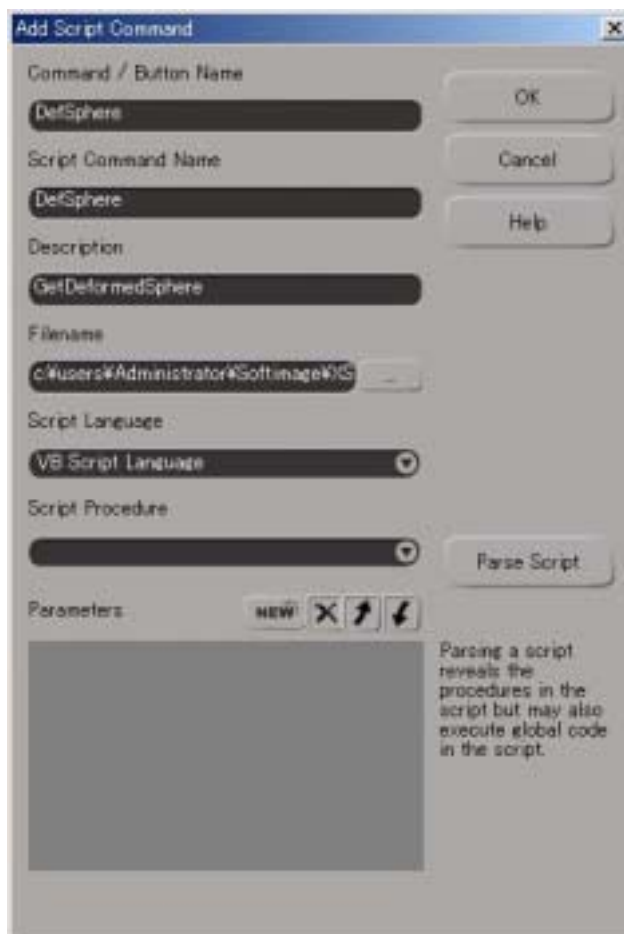 Add Script Command
Command / Button Name
DefSphere
OK
Script Command Name
Cancel
DefSphere
Help
Description
GetDeformedSphere
Filename
c:¥users¥Administrator¥Softimage¥XS
...
Script Language
VB Script Language
Script Procedure
Parse Script
Parameters
NEW
Parsing a script
reveals the
procedures in the
script but may also
execute global code
in the script.